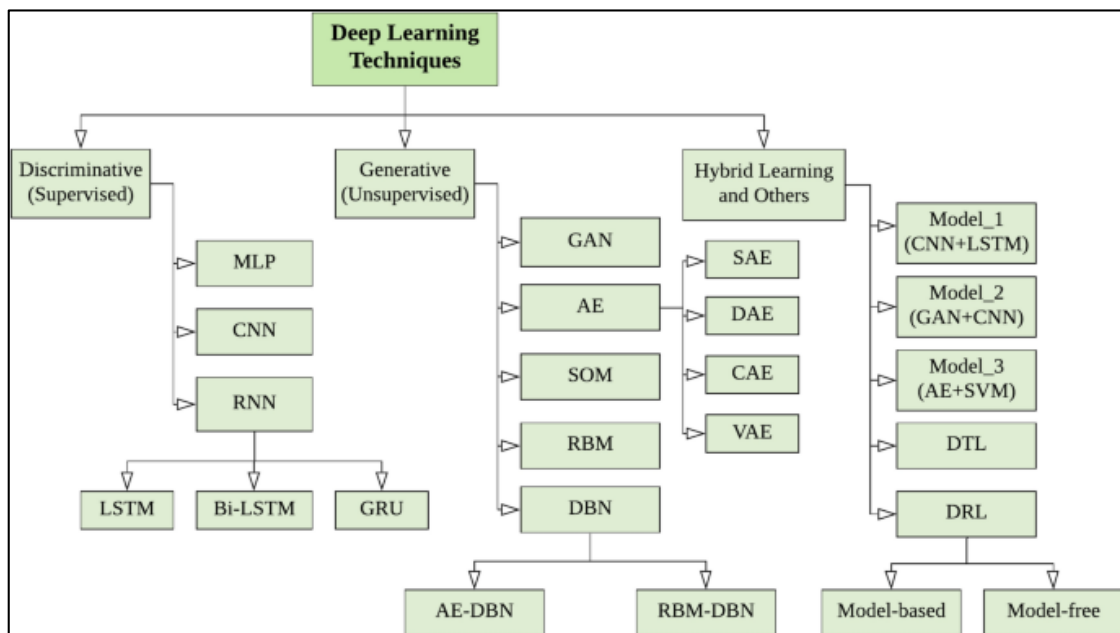 Deep Learning
Techniques
Discriminative
(Supervised)
Generative
(Unsupervised)
Hybrid Learning
and Others
MLP
CNN
RNN
LSTM
Bi-LSTM
GRU
GAN
AE
SOM
RBM
DBN
SAE
DAE
CAE
VAE
AE-DBN
RBM-DBN
Model_1
(CNN+LSTM)
Model_2
(GAN+CNN)
Model_3
(AE+SVM)
DTL
DRL
Model-based
Model-free